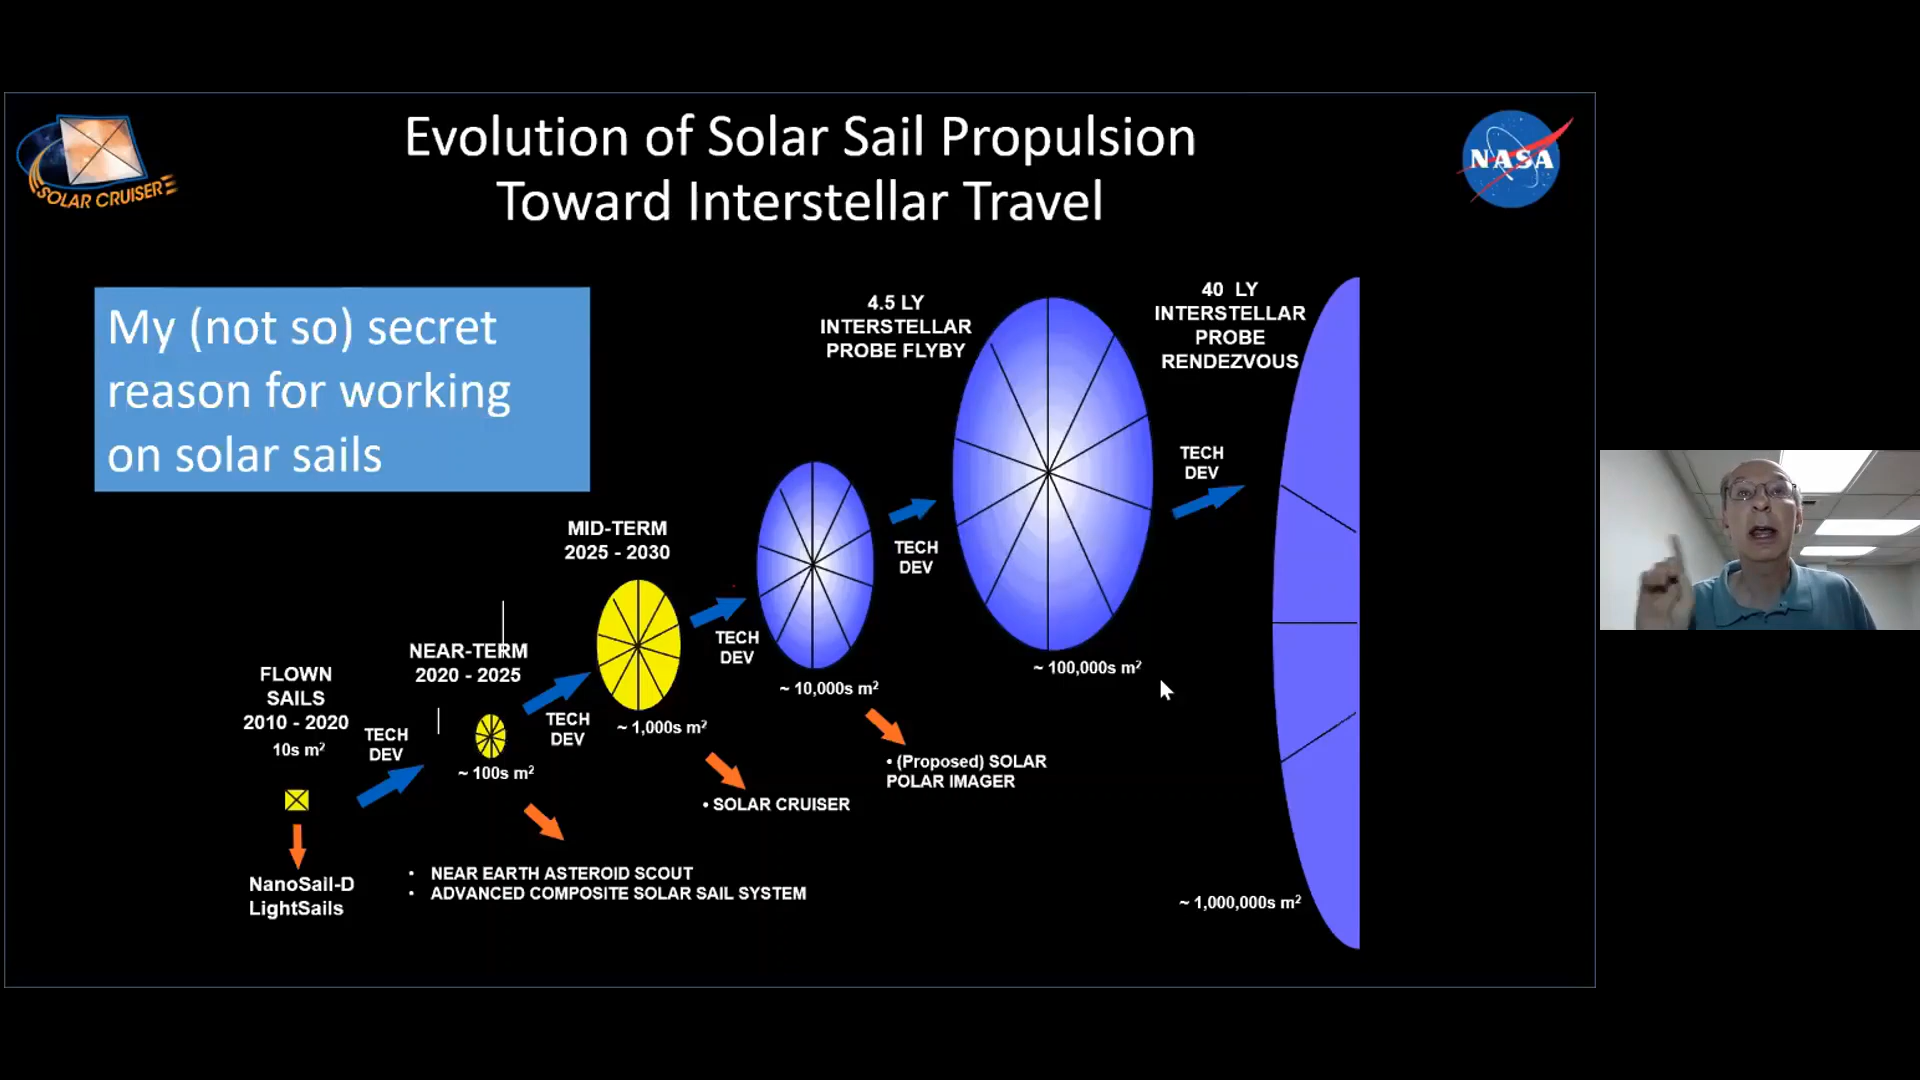 Evolution of Solar Sail Propulsion
Toward Interstellar Travel
SOLAR CRUISER
NASA
My (not so) secret
reason for working
on solar sails
4.5 LY
INTERSTELLAR
PROBE FLYBY
40 LY
INTERSTELLAR
PROBE
RENDEZVOUS
TECH
DEV
MID-TERM
2025 - 2030
TECH
DEV
TECH
DEV
NEAR-TERM
2020 - 2025
FLOWN
SAILS
2010 - 2020
10s m²
TECH
DEV
TECH
DEV
~ 100s m²
~ 1,000s m²
~ 10,000s m²
~ 100,000s m²
~ 1,000,000s m²
• (Proposed) SOLAR
POLAR IMAGER
• SOLAR CRUISER
• NEAR EARTH ASTEROID SCOUT
• ADVANCED COMPOSITE SOLAR SAIL SYSTEM
NanoSail-D
LightSails